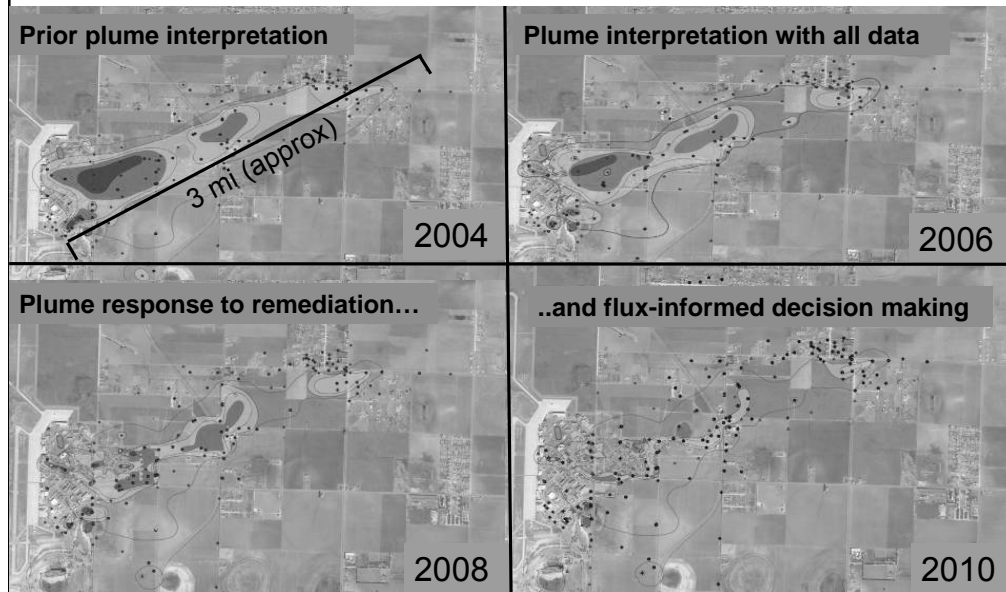 Prior plume interpretation
3 mi (approx)
2004
Plume interpretation with all data
2006
Plume response to remediation…
2008
..and flux-informed decision making
2010